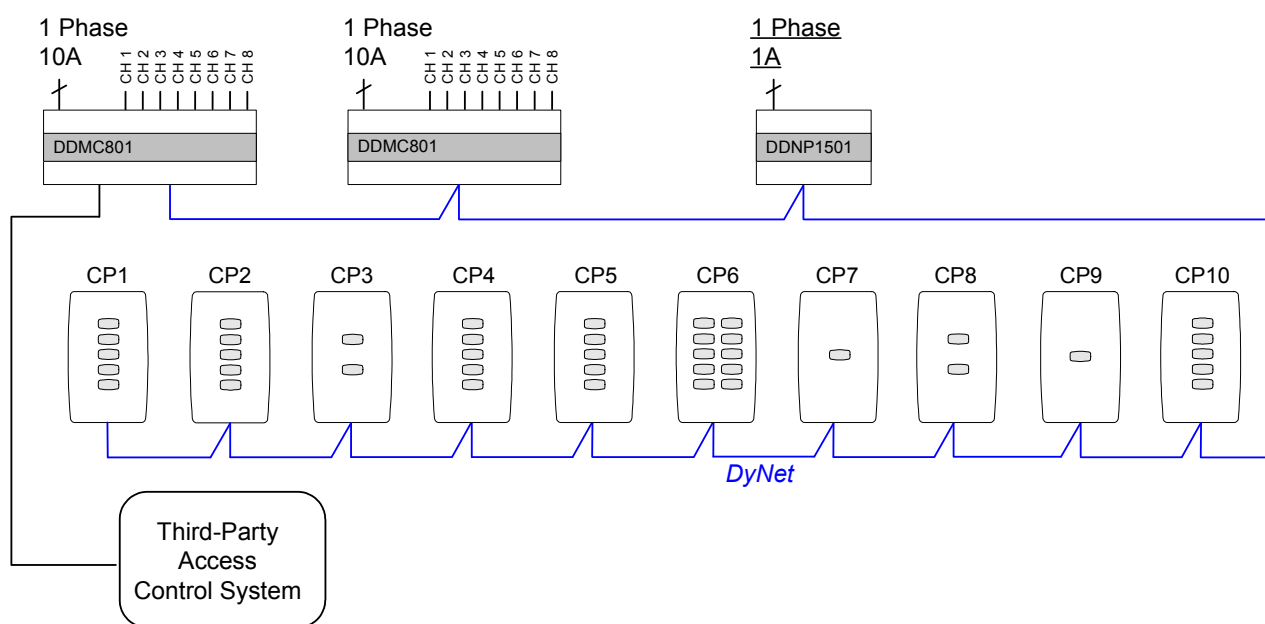 1 Phase
10A
CH 1
CH 2
CH 3
CH 4
CH 5
CH 6
CH 7
CH 8
DDMC801
1 Phase
10A
CH 1
CH 2
CH 3
CH 4
CH 5
CH 6
CH 7
CH 8
DDMC801
1 Phase
1A
DDNP1501
CP1
CP2
CP3
CP4
CP5
CP6
CP7
CP8
CP9
CP10
DyNet
Third-Party
Access
Control System